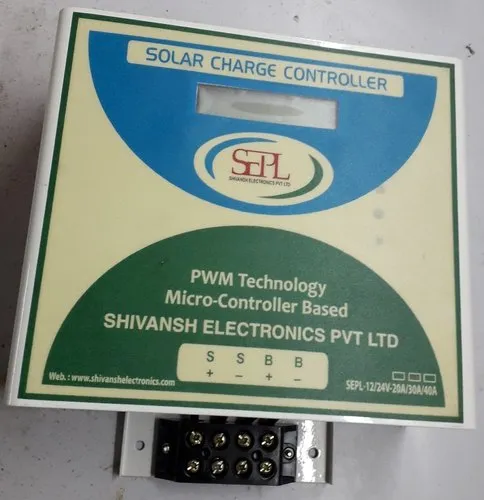 SOLAR CHARGE CONTROLLER
SEPL
SHIVANSH ELECTRONICS PVT LTD
PWM Technology
Micro-Controller Based
SHIVANSH ELECTRONICS PVT LTD
S S B B
+ − + −
Web. : www.shivanshelectronics.com
SEPL-12/24V-20A/30A/40A